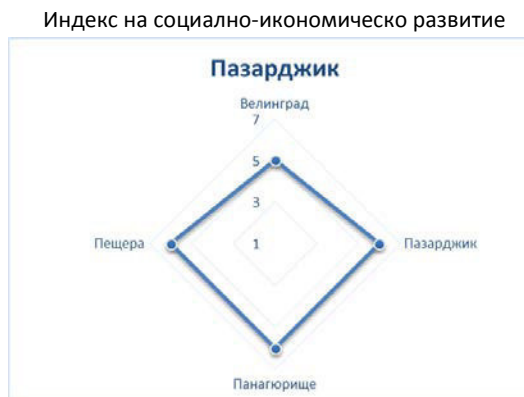 Индекс на социално-икономическо развитие
Пазарджик
Велинград
7
5
3
Пещера
1
Пазарджик
Панагюрище